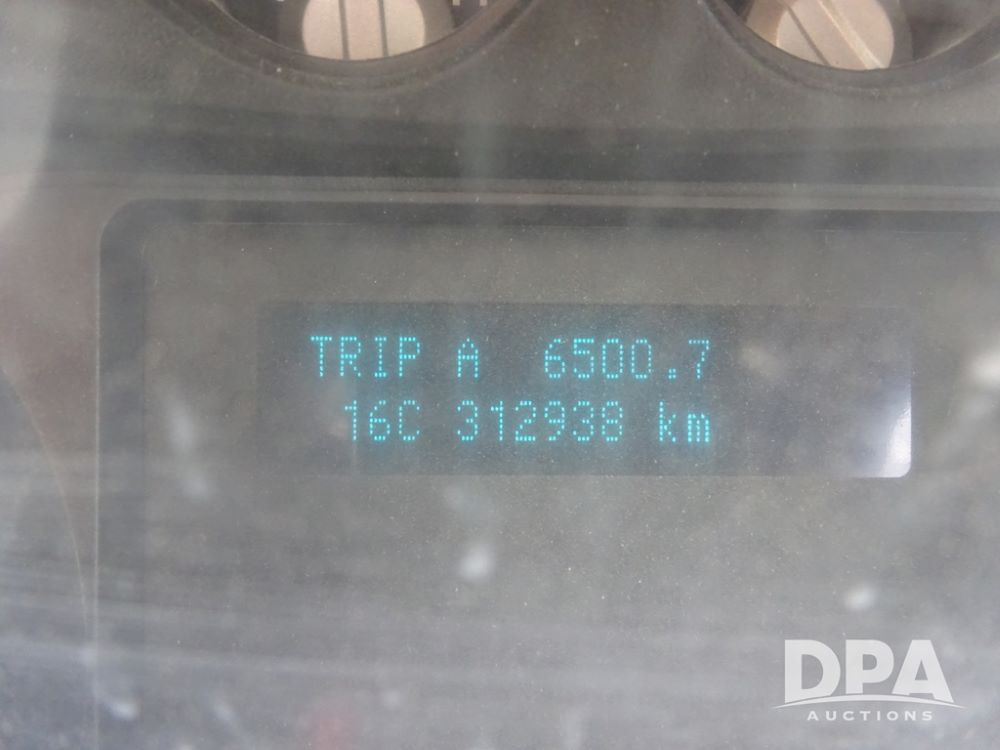 TRIP A 6500.7
16C 312938 km
DPA
AUCTIONS